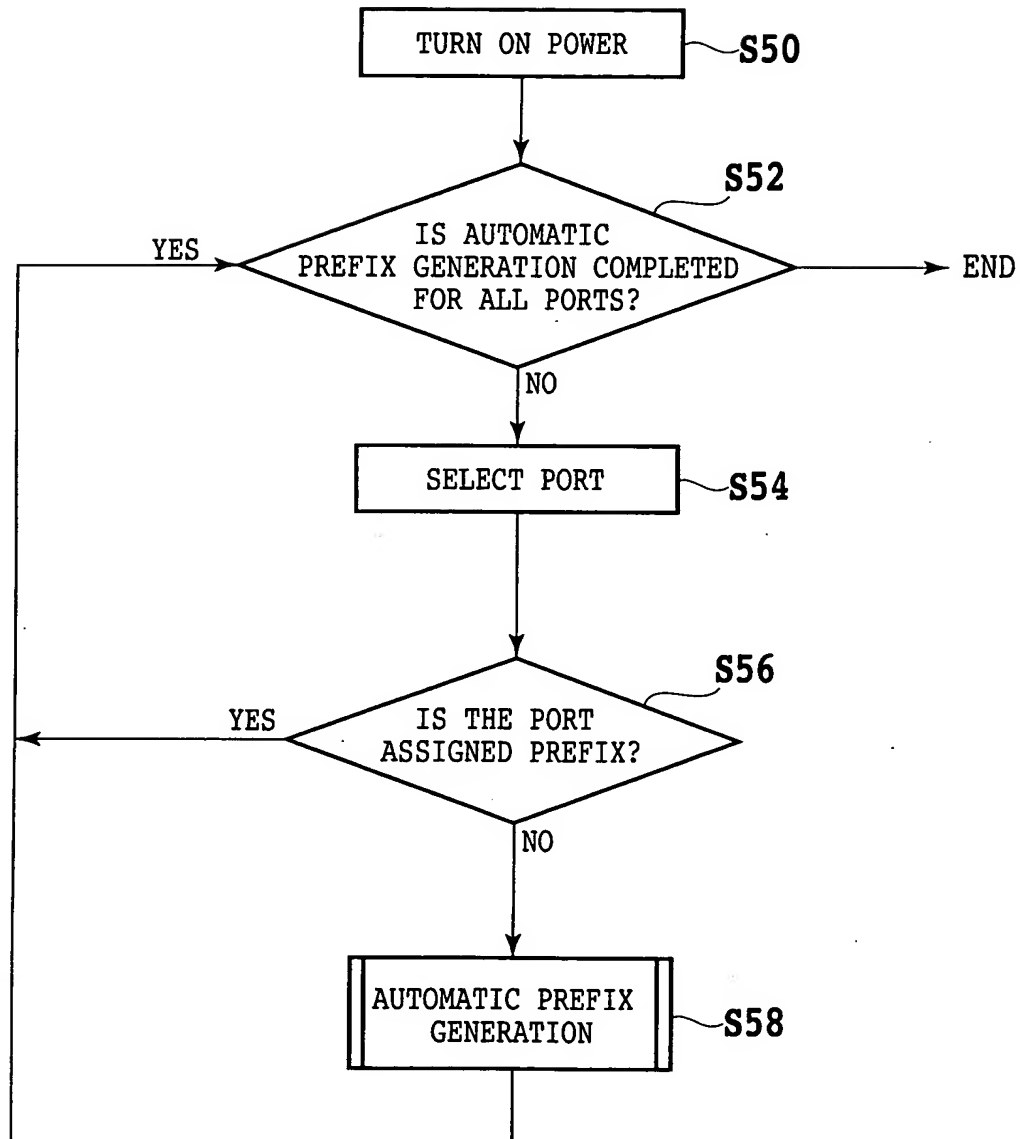 TURN ON POWER
S50
S52
YES
IS AUTOMATIC
PREFIX GENERATION COMPLETED
FOR ALL PORTS?
END
NO
SELECT PORT
S54
S56
YES
IS THE PORT
ASSIGNED PREFIX?
NO
AUTOMATIC PREFIX
GENERATION
S58